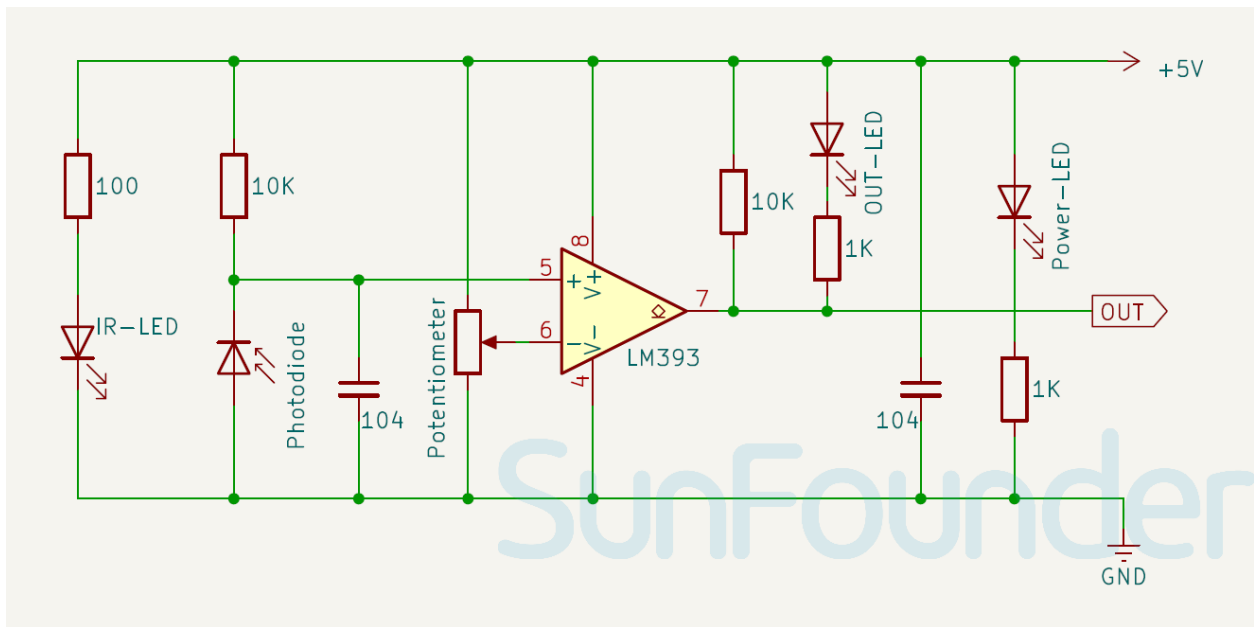 +5V
100
10K
IR-LED
Photodiode
104
Potentiometer
5
6
8
4
7
+
V+
−
V−
LM393
10K
OUT-LED
1K
OUT
104
Power-LED
1K
GND
SunFounder